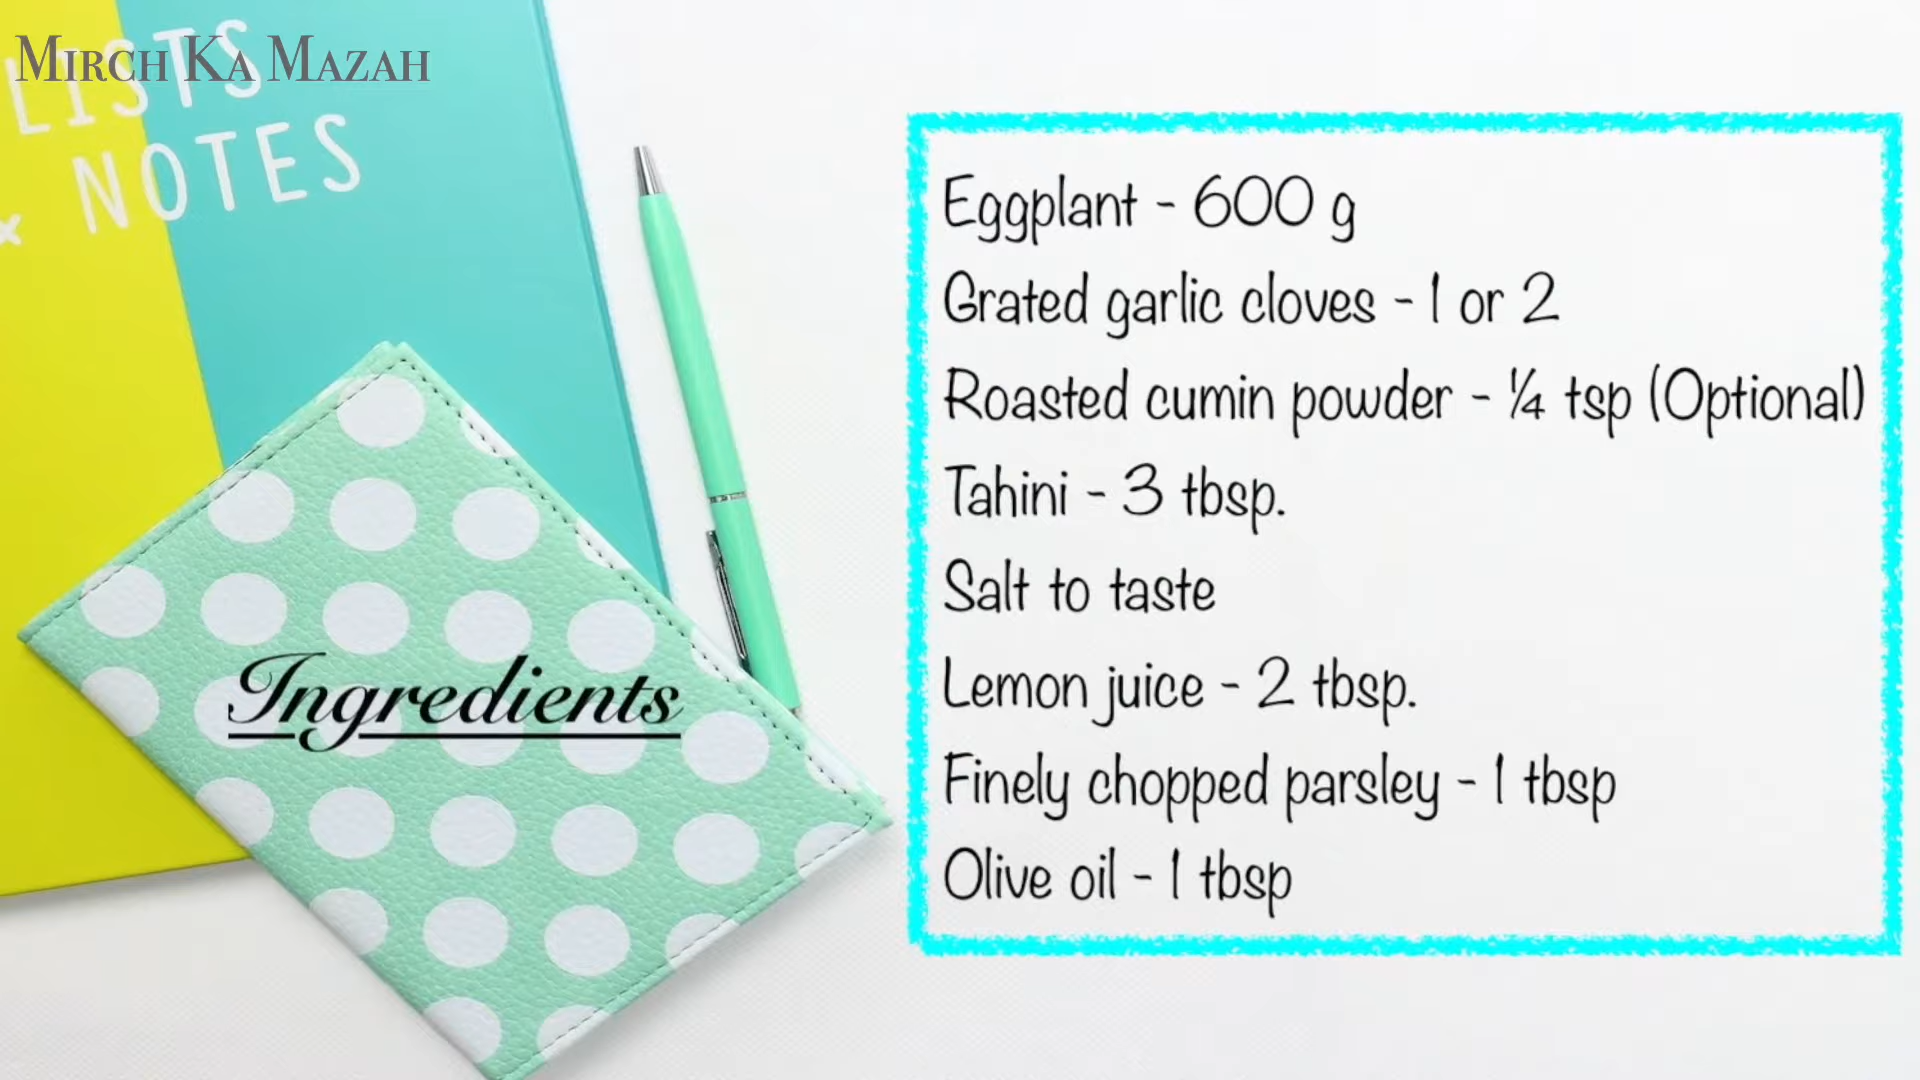 Mirch Ka Mazah
LISTS
NOTES
Ingredients
Eggplant - 600 g
Grated garlic cloves - 1 or 2
Roasted cumin powder - ¼ tsp (Optional)
Tahini - 3 tbsp.
Salt to taste
Lemon juice - 2 tbsp.
Finely chopped parsley - 1 tbsp
Olive oil - 1 tbsp